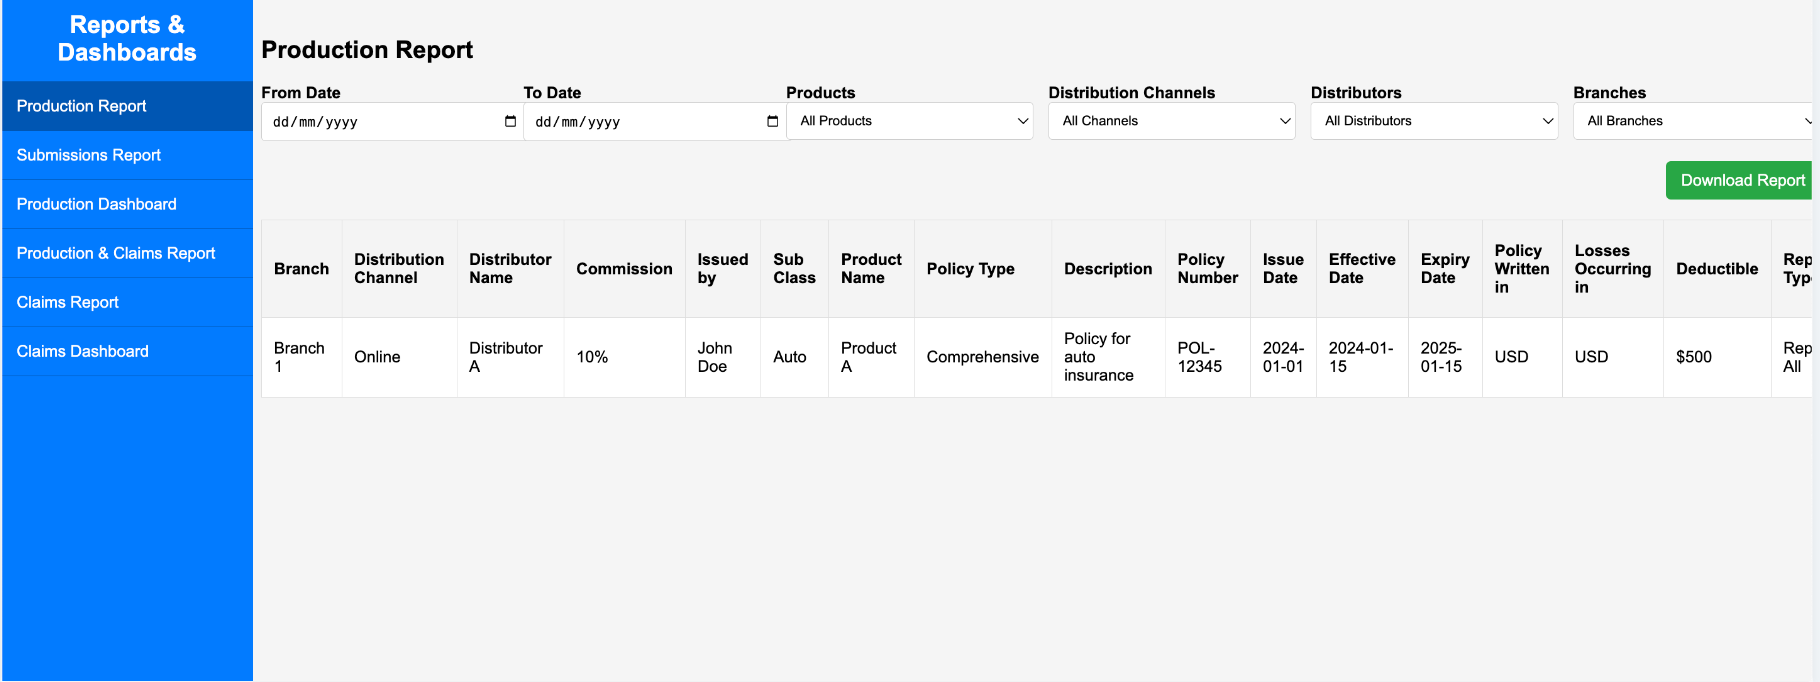 Reports &
Dashboards
Production Report
Submissions Report
Production Dashboard
Production & Claims Report
Claims Report
Claims Dashboard
Production Report
From Date
To Date
Products
Distribution Channels
Distributors
Branches
dd/mm/yyyy
dd/mm/yyyy
All Products
All Channels
All Distributors
All Branches
Download Report
Branch
Distribution
Channel
Distributor
Name
Commission
Issued
by
Sub
Class
Product
Name
Policy Type
Description
Policy
Number
Issue
Date
Effective
Date
Expiry
Date
Policy
Written
in
Losses
Occurring
in
Deductible
Rep
Typ
Branch
1
Online
Distributor
A
10%
John
Doe
Auto
Product
A
Comprehensive
Policy for
auto
insurance
POL-
12345
2024-
01-01
2024-01-
15
2025-
01-15
USD
USD
$500
Rep
All